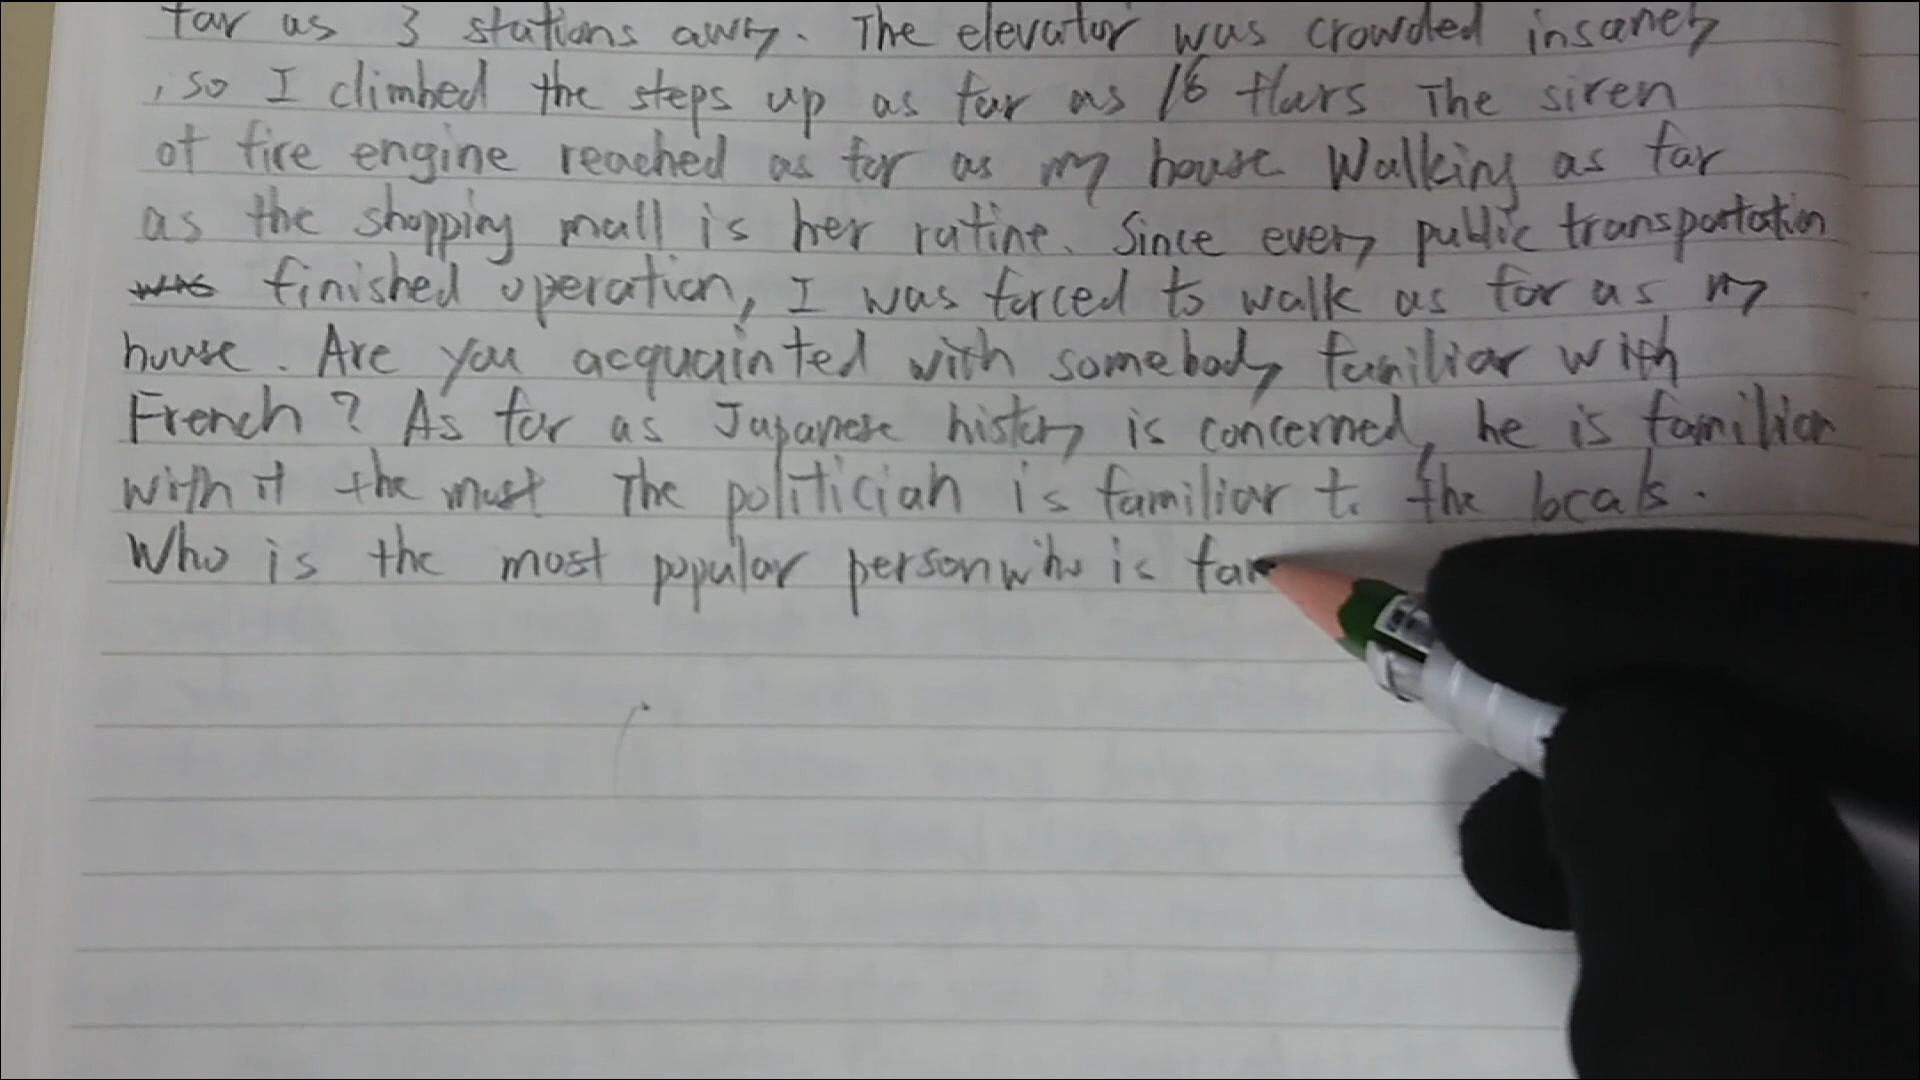 far as 3 stations away. The elevator was crowded insanely
, so I climbed the steps up as far as 16 floors The siren
of fire engine reached as far as my house Walking as far
as the shopping mall is her ratine. Since every public transportation
was finished operation, I was forced to walk as far as my
house. Are you acquainted with somebody familiar with
French? As far as Japanese history is concerned, he is familiar
with it the most The politician is familiar to the locals.
Who is the most popular person who is fam